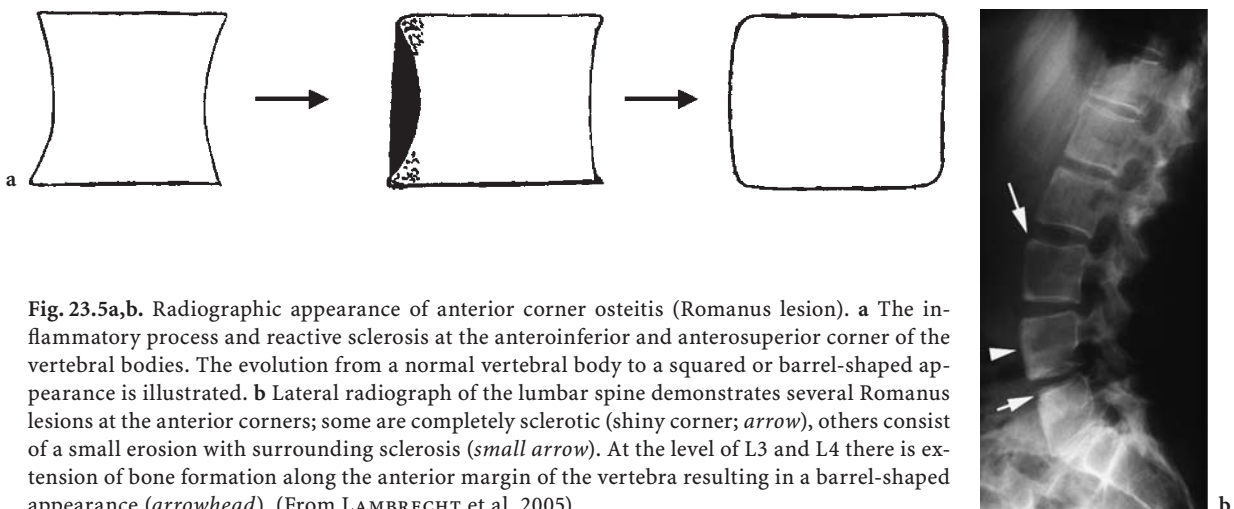 a
b
Fig. 23.5a,b. Radiographic appearance of anterior corner osteitis (Romanus lesion). a The in-
flammatory process and reactive sclerosis at the anteroinferior and anterosuperior corner of the
vertebral bodies. The evolution from a normal vertebral body to a squared or barrel-shaped ap-
pearance is illustrated. b Lateral radiograph of the lumbar spine demonstrates several Romanus
lesions at the anterior corners; some are completely sclerotic (shiny corner; arrow), others consist
of a small erosion with surrounding sclerosis (small arrow). At the level of L3 and L4 there is ex-
tension of bone formation along the anterior margin of the vertebra resulting in a barrel-shaped
appearance (arrowhead). (From LAMBRECHT et al. 2005)